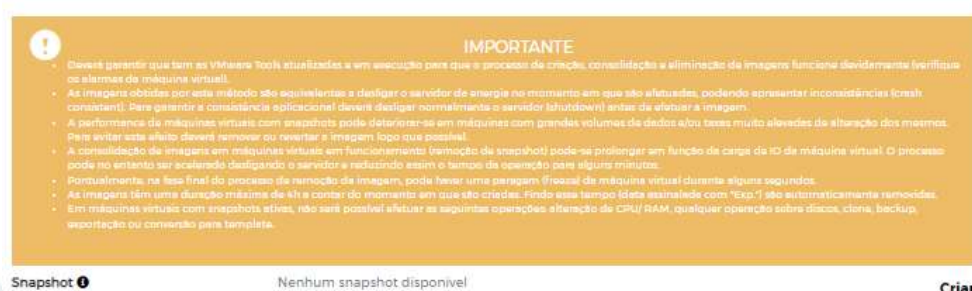 IMPORTANTE
Deverá garantir que tem as VMware Tools atualizadas e em execução para que o processo de criação, consolidação e eliminação de imagens funcione devidamente (verifique
os alarmes da máquina virtual).
As imagens obtidas por este método são equivalentes a desligar o servidor da energia no momento em que são efetuadas, podendo apresentar inconsistências (crash
consistent). Para garantir a consistência aplicacional deverá desligar normalmente o servidor (shutdown) antes de efetuar a imagem.
A performance de máquinas virtuais com snapshots pode deteriorar-se em máquinas com grandes volumes de dados e/ou taxas muito elevadas de alteração dos mesmos.
Para evitar este efeito deverá remover ou reverter a imagem logo que possível.
A consolidação de imagens em máquinas virtuais em funcionamento (remoção de snapshot) pode-se prolongar em função da carga de IO da máquina virtual. O processo
pode no entanto ser acelerado desligando o servidor e reduzindo assim o tempo da operação para alguns minutos.
Pontualmente, na fase final do processo da remoção da imagem, pode haver uma paragem (freeze) da máquina virtual durante alguns segundos.
As imagens têm uma duração máxima de 4h a contar do momento em que são criadas. Findo esse tempo (data assinalada com "Exp.") são automaticamente removidas.
Em máquinas virtuais com snapshots ativos, não será possível efetuar as seguintes operações: alteração de CPU/ RAM, qualquer operação sobre discos, clone, backup,
exportação ou conversão para template.
Snapshot Nenhum snapshot disponível Criar